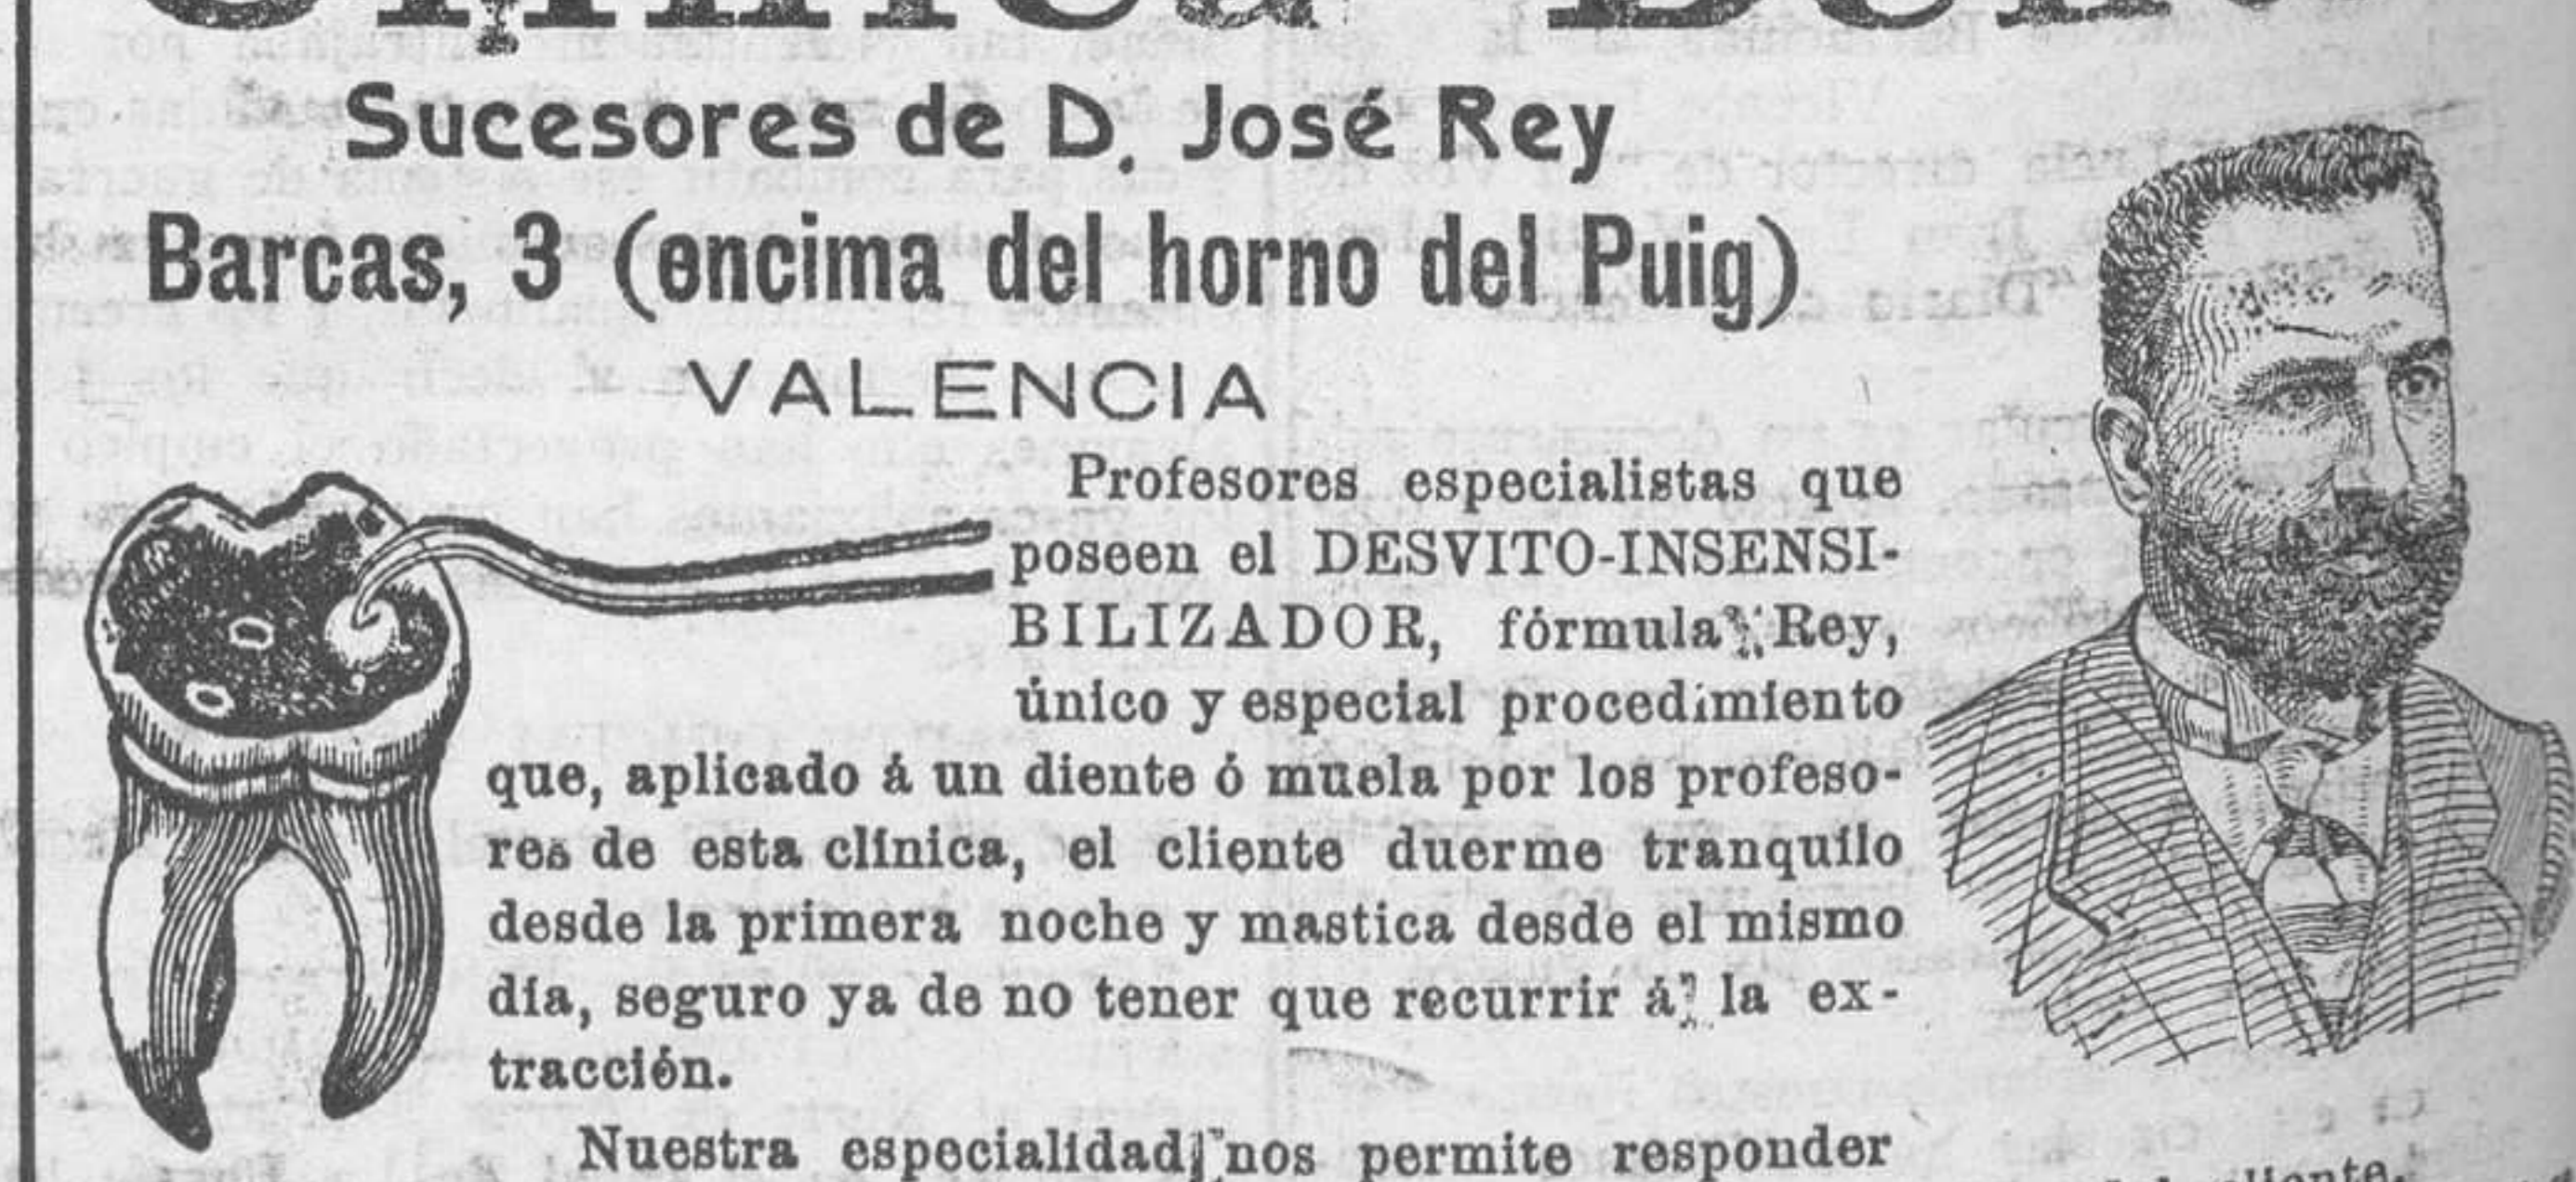 Sucesores de D. José Rey
Barcas, 3 (encima del horno del Puig)
VALENCIA
Profesores especialistas que
poseen el DESVITO-INSENSI-
BILIZADOR, fórmula Rey,
único y especial procedimiento
que, aplicado á un diente ó muela por los profeso-
res de esta clínica, el cliente duerme tranquilo
desde la primera noche y mastica desde el mismo
día, seguro ya de no tener que recurrir á la ex-
tracción.
Nuestra especialidad nos permite responder